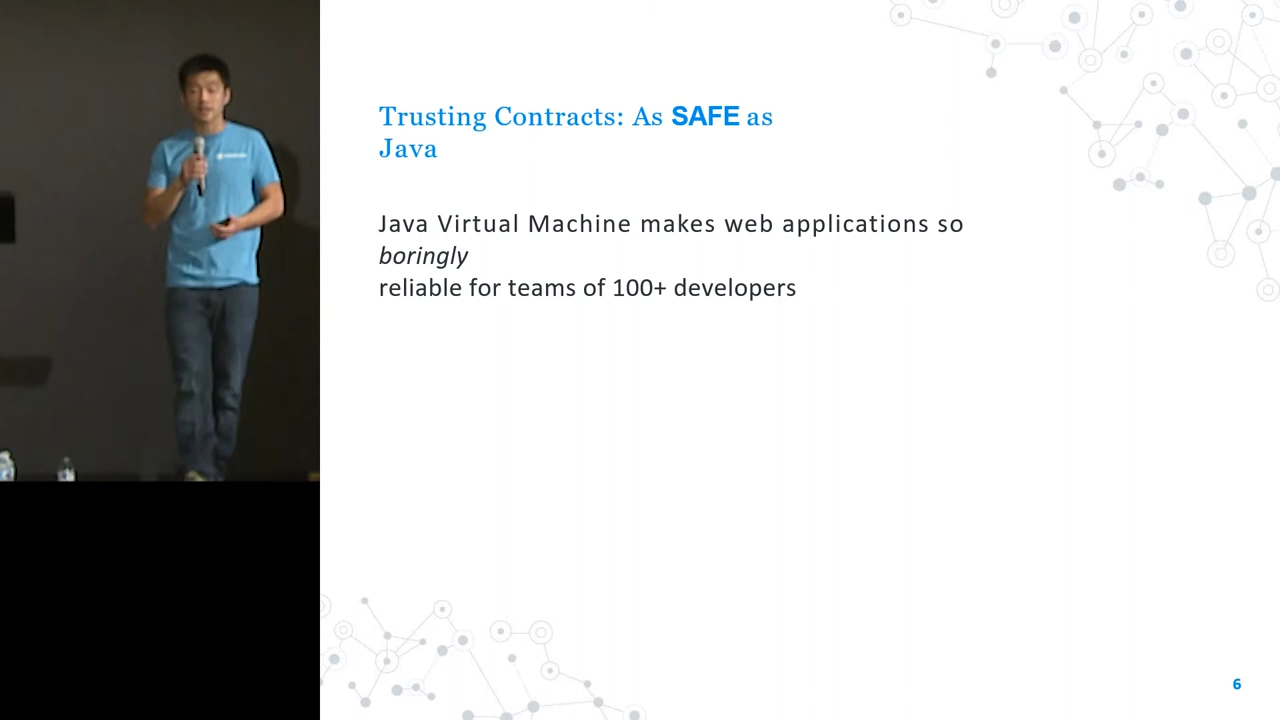 Trusting Contracts: As SAFE as
Java
Java Virtual Machine makes web applications so
boringly
reliable for teams of 100+ developers
6